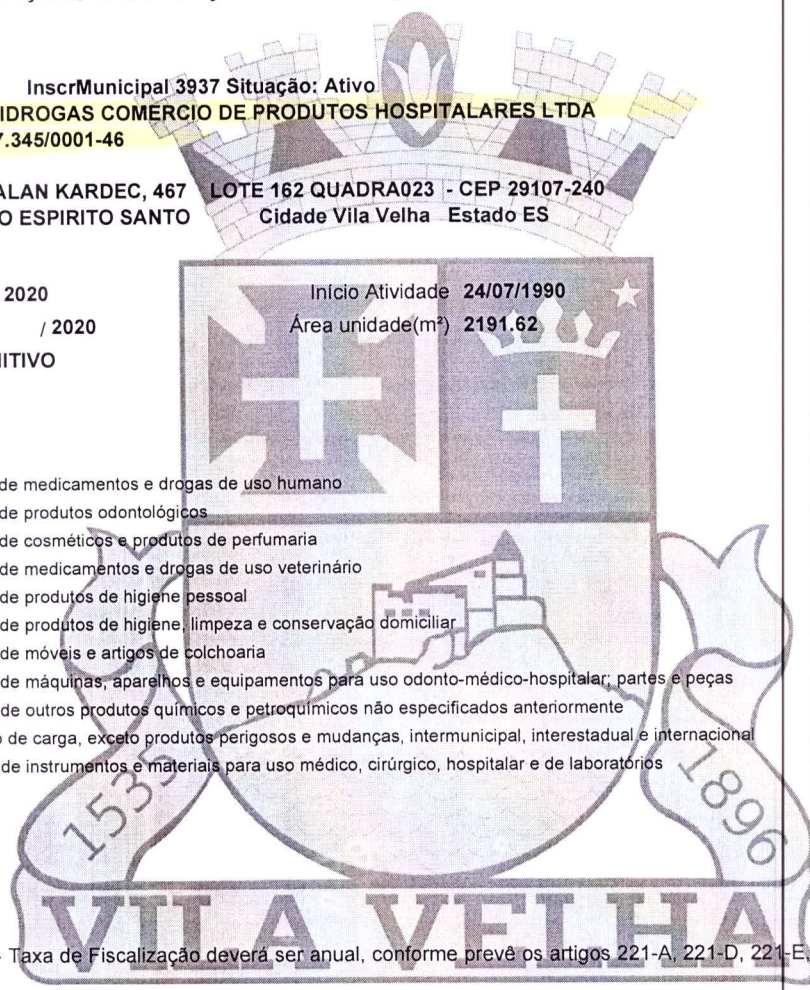 InscrMunicipal 3937 Situação: Ativo
IDROGAS COMERCIO DE PRODUTOS HOSPITALARES LTDA
7.345/0001-46
ALAN KARDEC, 467 LOTE 162 QUADRA023 - CEP 29107-240
O ESPIRITO SANTO Cidade Vila Velha Estado ES
2020 Início Atividade 24/07/1990
/ 2020 Área unidade(m²) 2191.62
NITIVO
de medicamentos e drogas de uso humano
de produtos odontológicos
de cosméticos e produtos de perfumaria
de medicamentos e drogas de uso veterinário
de produtos de higiene pessoal
de produtos de higiene, limpeza e conservação domiciliar
de móveis e artigos de colchoaria
de máquinas, aparelhos e equipamentos para uso odonto-médico-hospitalar; partes e peças
de outros produtos químicos e petroquímicos não especificados anteriormente
o de carga, exceto produtos perigosos e mudanças, intermunicipal, interestadual e internacional
de instrumentos e materiais para uso médico, cirúrgico, hospitalar e de laboratórios
1535 1896
VILA VELHA
- Taxa de Fiscalização deverá ser anual, conforme prevê os artigos 221-A, 221-D, 221-E,